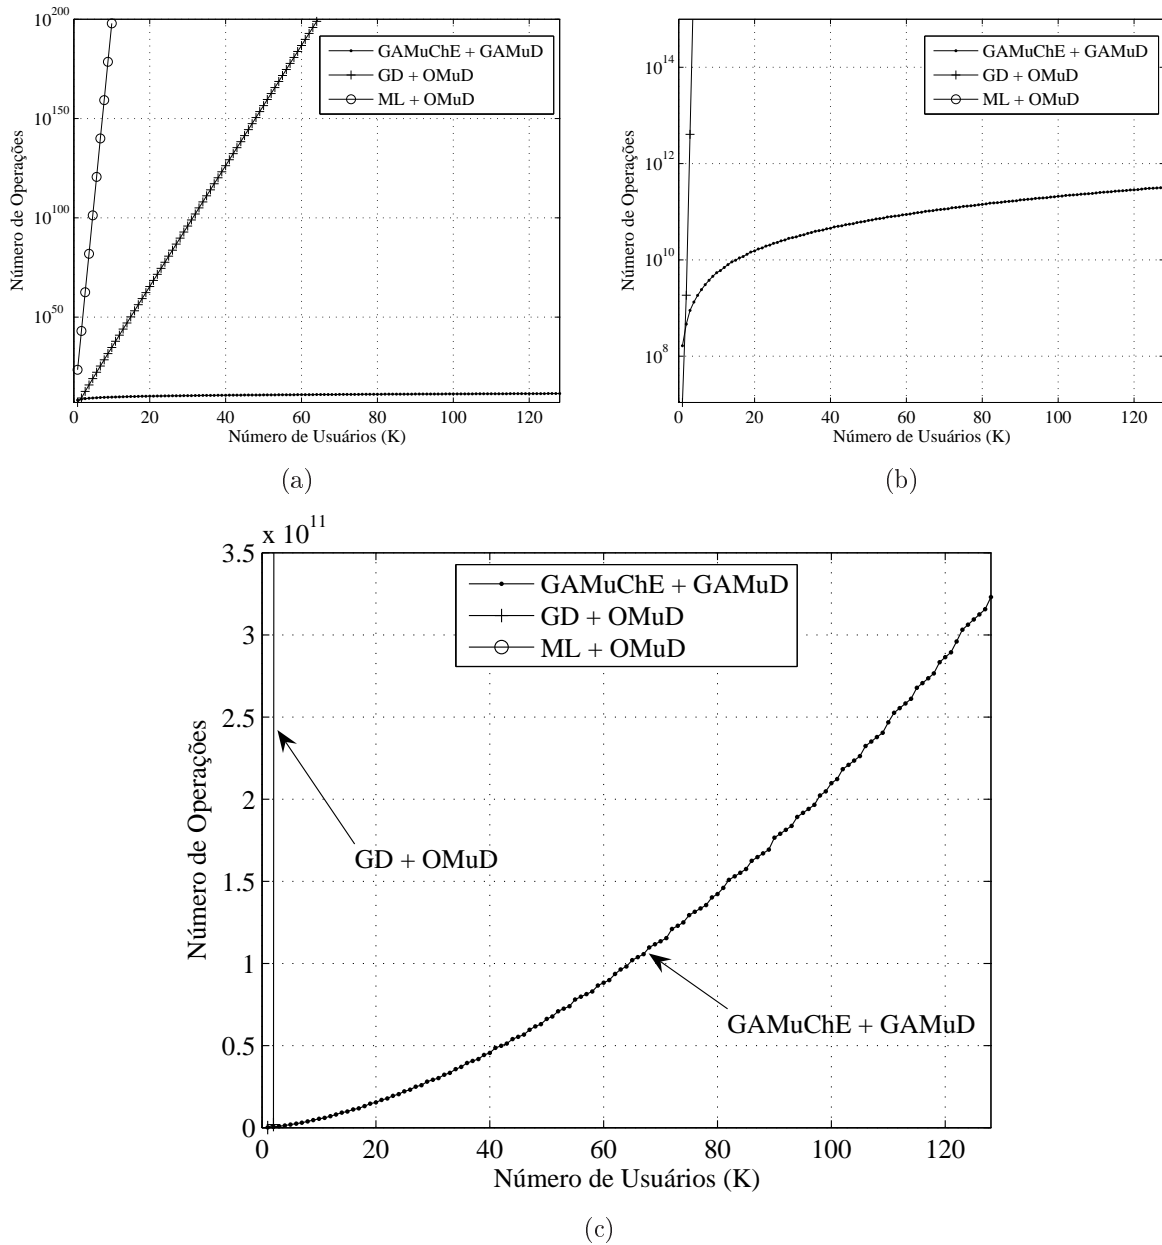 10^200
10^150
10^100
10^50
Número de Operações
GAMuChE + GAMuD
GD + OMuD
ML + OMuD
20 40 60 80 100 120
Número de Usuários (K)
(a)
10^14
10^12
10^10
10^8
Número de Operações
GAMuChE + GAMuD
GD + OMuD
ML + OMuD
0 20 40 60 80 100 120
Número de Usuários (K)
(b)
x 10^11
3.5
3
2.5
2
1.5
1
0.5
0
Número de Operações
GAMuChE + GAMuD
GD + OMuD
ML + OMuD
GD + OMuD
GAMuChE + GAMuD
0 20 40 60 80 100 120
Número de Usuários (K)
(c)